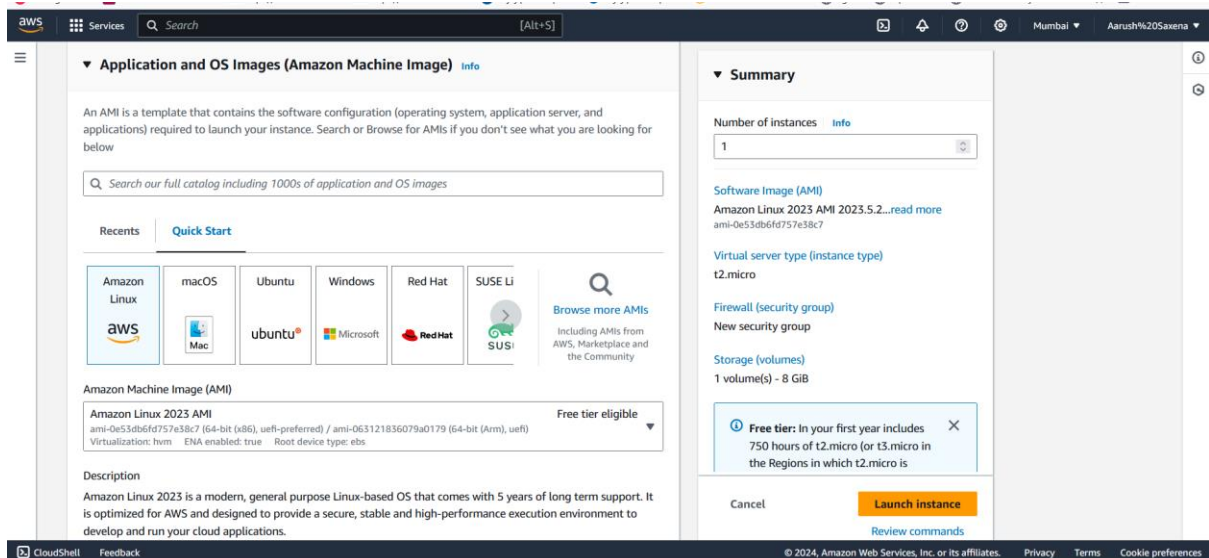 aws
Services
Search
[Alt+S]
Mumbai
Aarush%20Saxena
Application and OS Images (Amazon Machine Image) Info
An AMI is a template that contains the software configuration (operating system, application server, and
applications) required to launch your instance. Search or Browse for AMIs if you don't see what you are looking for
below
Search our full catalog including 1000s of application and OS images
Recents
Quick Start
Amazon
Linux
aws
macOS
Mac
Ubuntu
ubuntu
Windows
Microsoft
Red Hat
Red Hat
SUSE Li
SUS
Browse more AMIs
Including AMIs from
AWS, Marketplace and
the Community
Amazon Machine Image (AMI)
Amazon Linux 2023 AMI
Free tier eligible
ami-0e53db6fd757e38c7 (64-bit (x86), uefi-preferred) / ami-063121836079a0179 (64-bit (Arm), uefi)
Virtualization: hvm ENA enabled: true Root device type: ebs
Description
Amazon Linux 2023 is a modern, general purpose Linux-based OS that comes with 5 years of long term support. It
is optimized for AWS and designed to provide a secure, stable and high-performance execution environment to
develop and run your cloud applications.
Summary
Number of instances Info
1
Software Image (AMI)
Amazon Linux 2023 AMI 2023.5.2...read more
ami-0e53db6fd757e38c7
Virtual server type (instance type)
t2.micro
Firewall (security group)
New security group
Storage (volumes)
1 volume(s) - 8 GiB
Free tier: In your first year includes
750 hours of t2.micro (or t3.micro in
the Regions in which t2.micro is
Cancel
Launch instance
Review commands
CloudShell
Feedback
© 2024, Amazon Web Services, Inc. or its affiliates.
Privacy
Terms
Cookie preferences